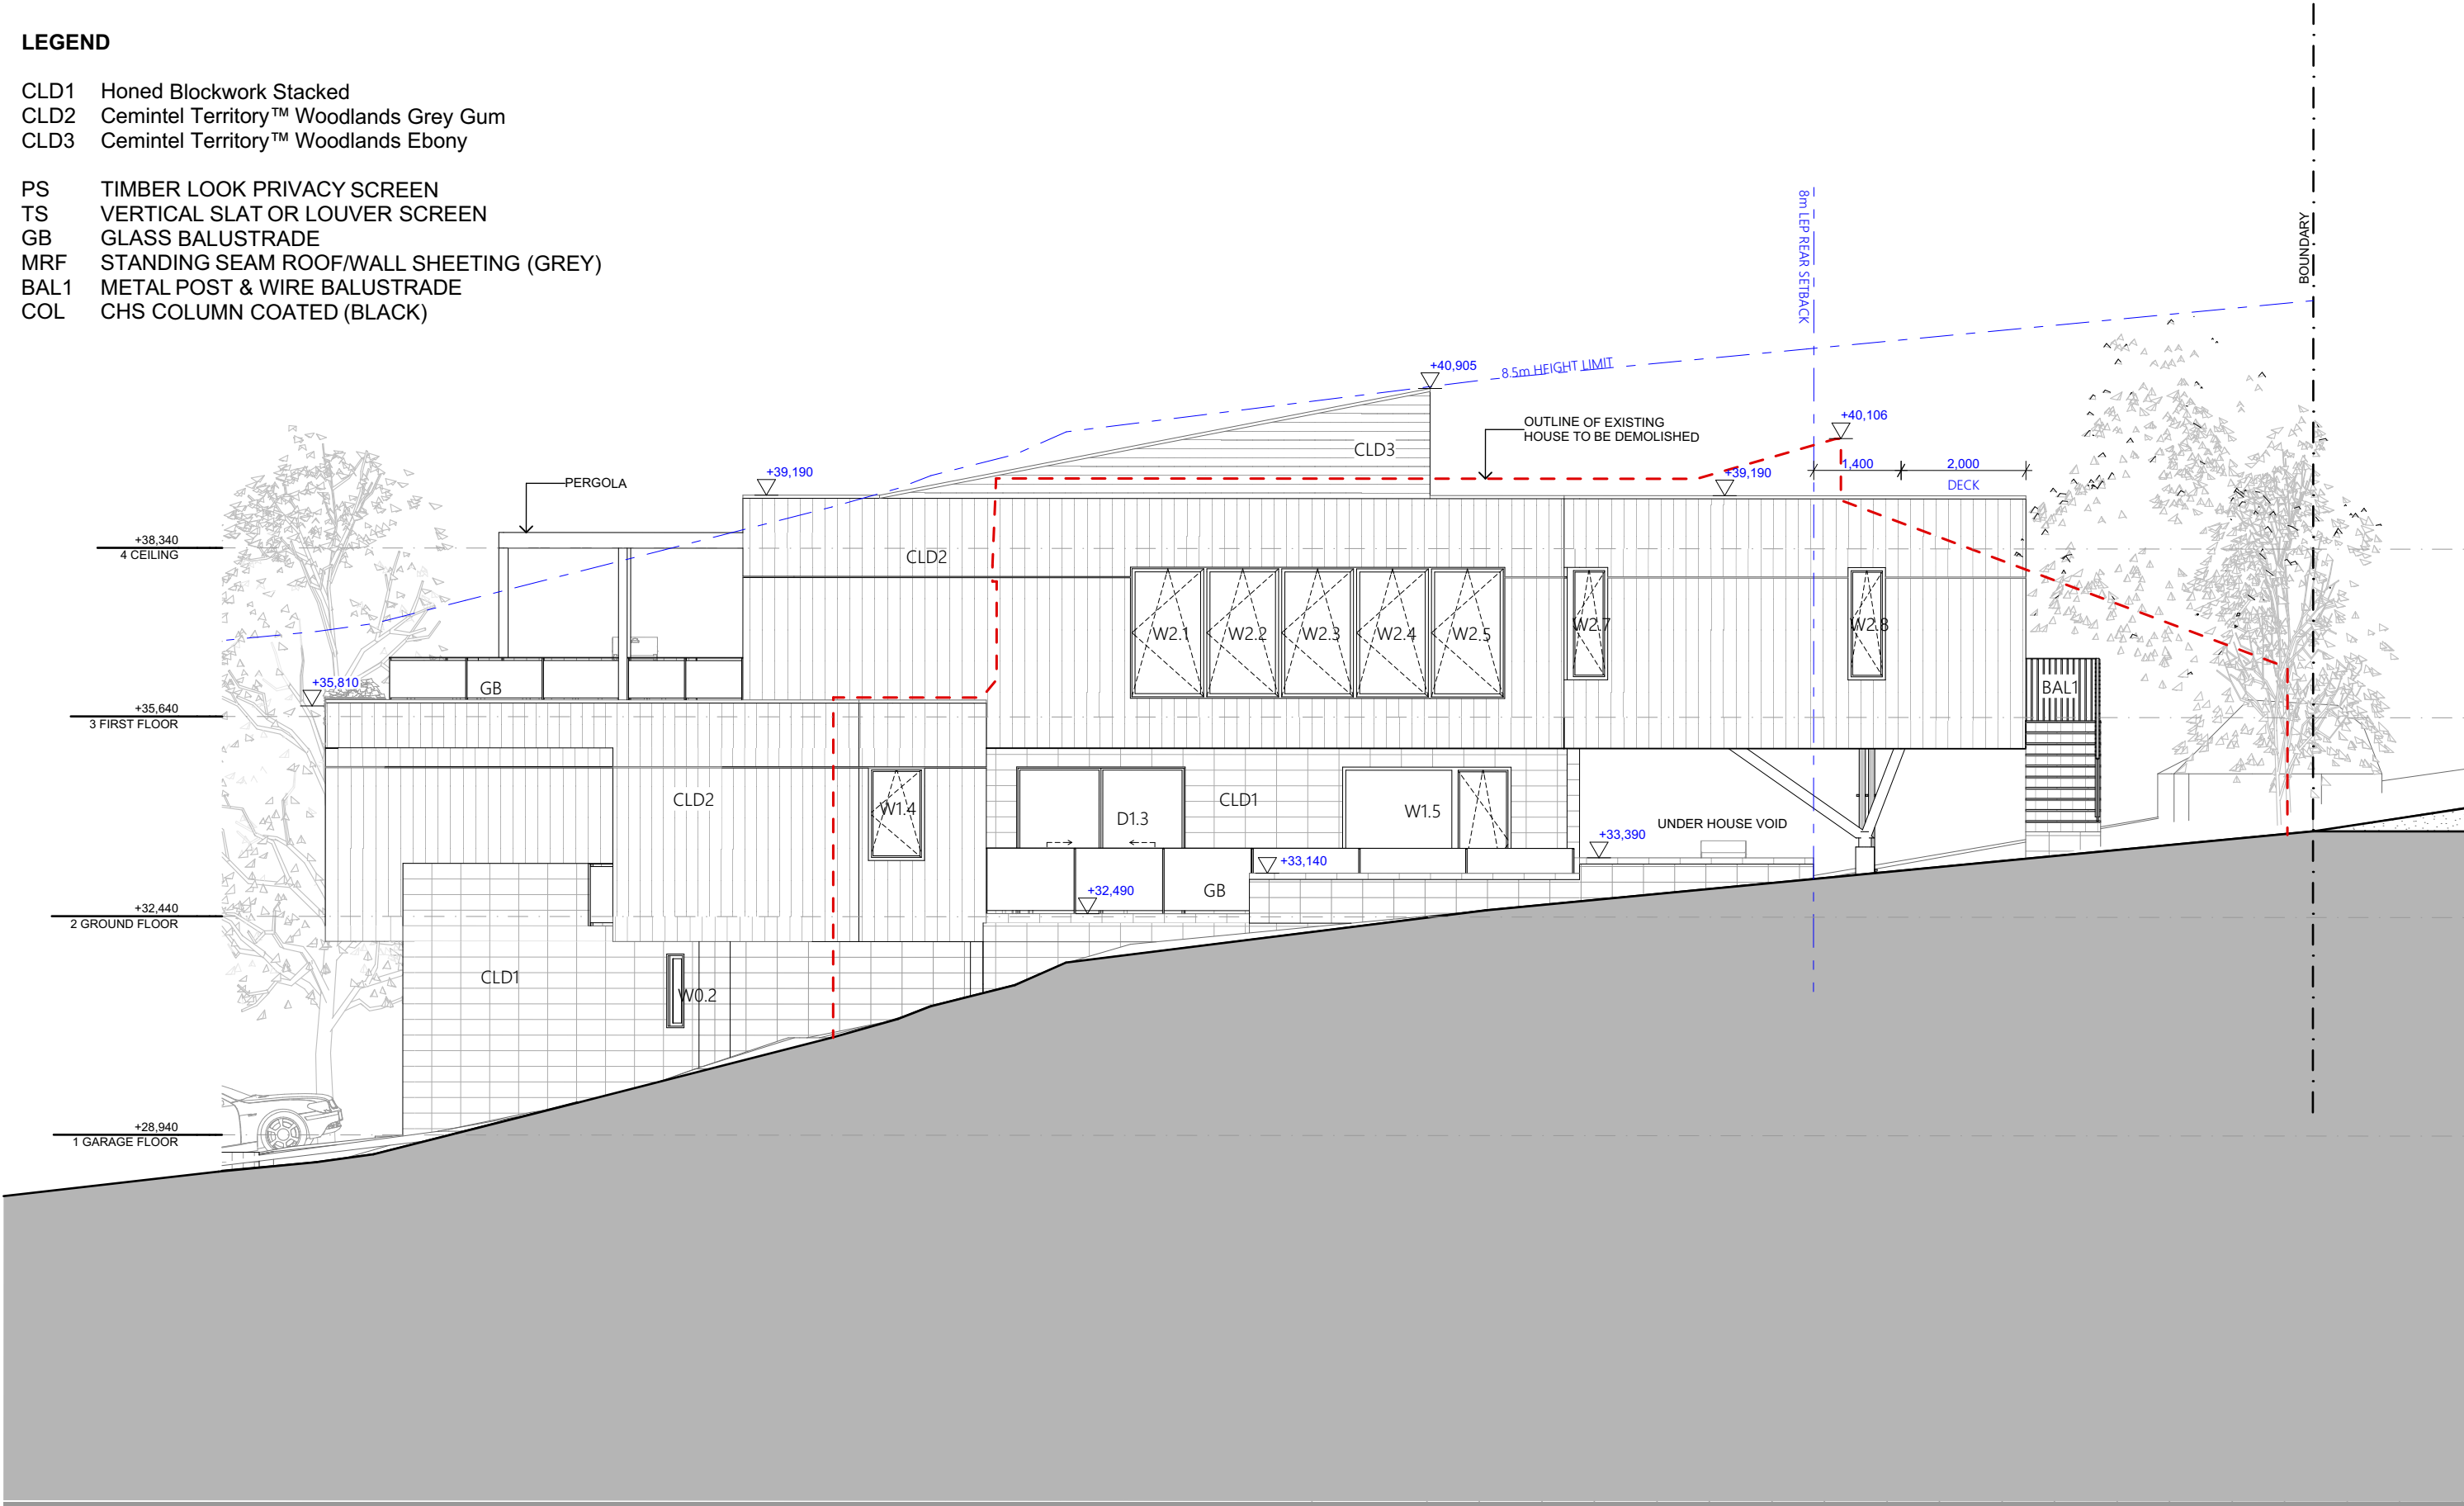 LEGEND
CLD1 Honed Blockwork Stacked
CLD2 Cemintel Territory™ Woodlands Grey Gum
CLD3 Cemintel Territory™ Woodlands Ebony
PS TIMBER LOOK PRIVACY SCREEN
TS VERTICAL SLAT OR LOUVER SCREEN
GB GLASS BALUSTRADE
MRF STANDING SEAM ROOF/WALL SHEETING (GREY)
BAL1 METAL POST & WIRE BALUSTRADE
COL CHS COLUMN COATED (BLACK)
8m LEP REAR SETBACK
BOUNDARY
+40,905
8.5m HEIGHT LIMIT
OUTLINE OF EXISTING
HOUSE TO BE DEMOLISHED
+40,106
CLD3
+39,190
+39,190
1,400
2,000
DECK
PERGOLA
+38,340
4 CEILING
CLD2
W2.1
W2.2
W2.3
W2.4
W2.5
W2.7
W2.8
+35,810
GB
BAL1
+35,640
3 FIRST FLOOR
CLD2
W1.4
D1.3
CLD1
W1.5
UNDER HOUSE VOID
+33,390
+33,140
+32,490
GB
+32,440
2 GROUND FLOOR
CLD1
W0.2
+28,940
1 GARAGE FLOOR